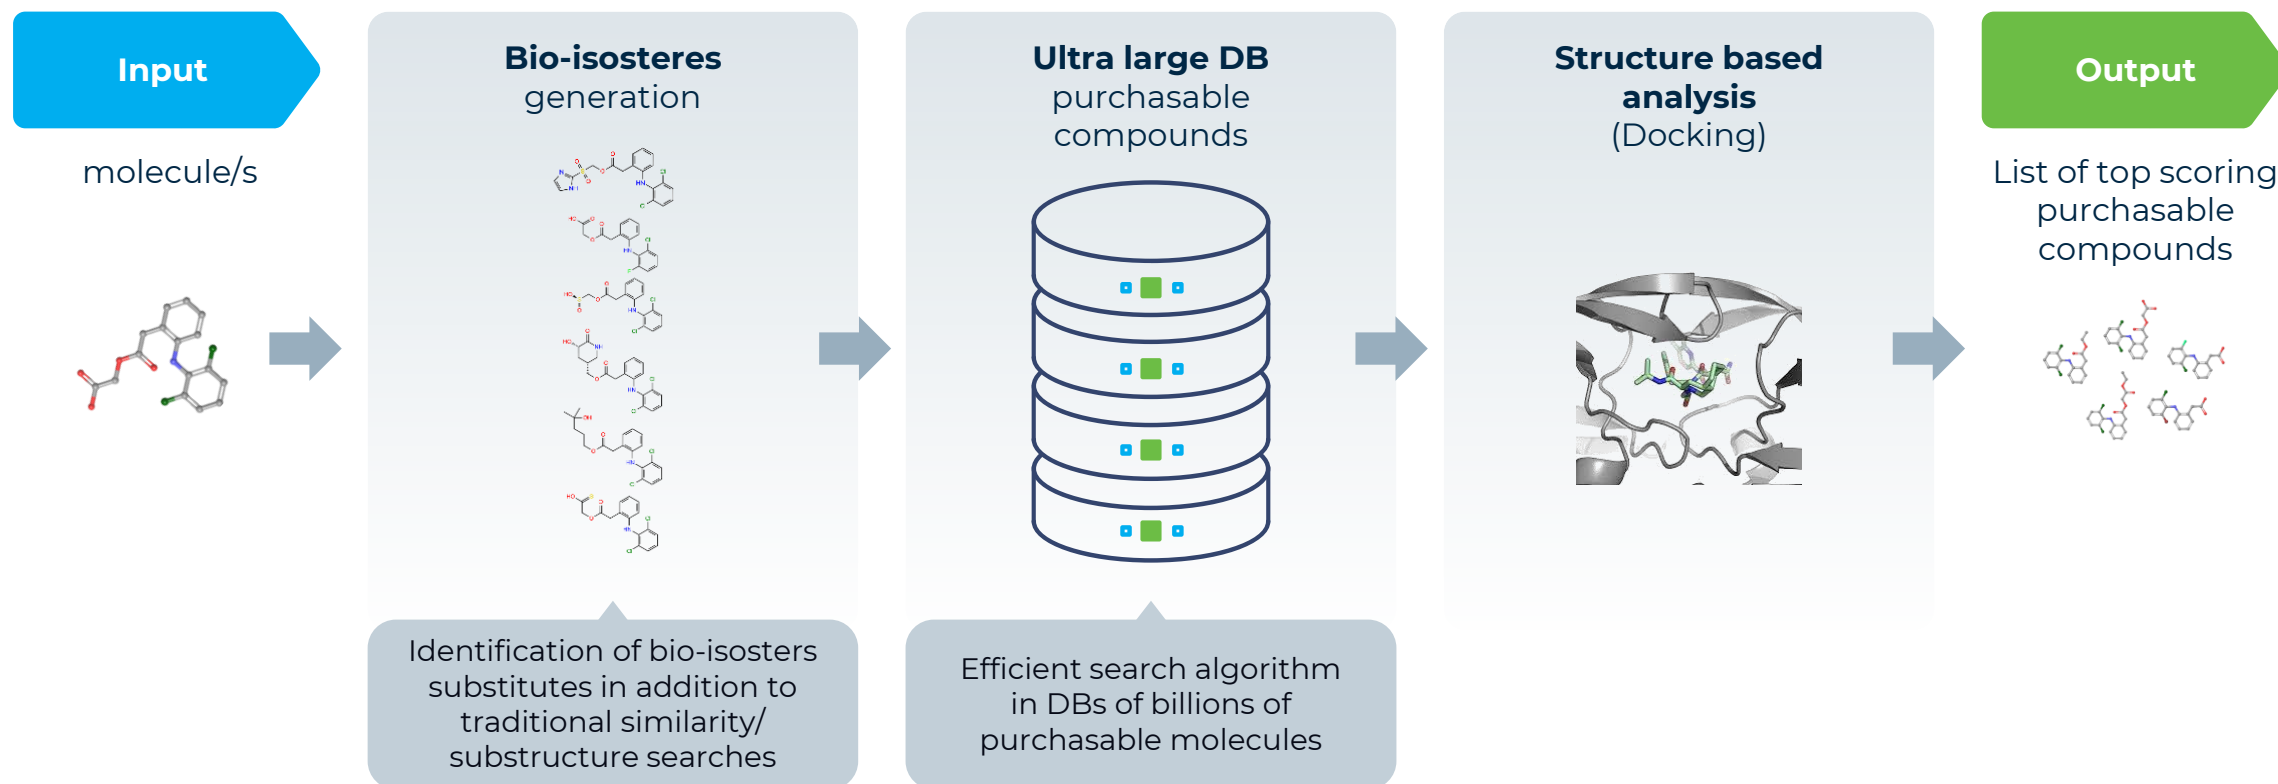 Input
molecule/s
Bio-isosteres
generation
Identification of bio-isosters
substitutes in addition to
traditional similarity/
substructure searches
Ultra large DB
purchasable
compounds
Efficient search algorithm
in DBs of billions of
purchasable molecules
Structure based
analysis
(Docking)
Output
List of top scoring
purchasable
compounds